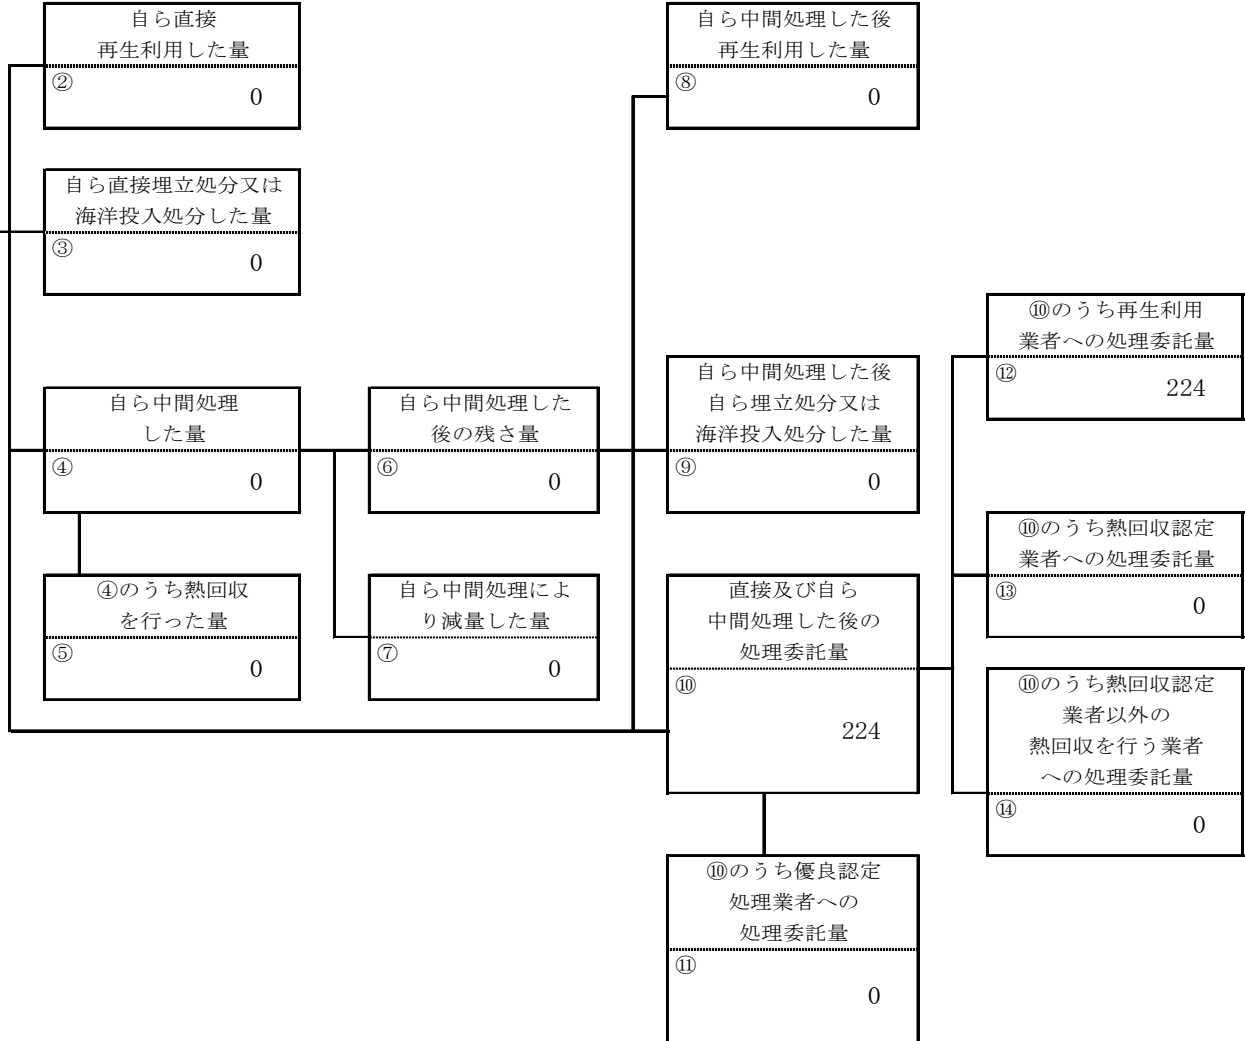 自ら直接
再生利用した量
②
0
自ら中間処理した後
再生利用した量
⑧
0
自ら直接埋立処分又は
海洋投入処分した量
③
0
⑩のうち再生利用
業者への処理委託量
⑫
224
自ら中間処理
した量
④
0
自ら中間処理した
後の残さ量
⑥
0
自ら中間処理した後
自ら埋立処分又は
海洋投入処分した量
⑨
0
⑩のうち熱回収認定
業者への処理委託量
⑬
0
④のうち熱回収
を行った量
⑤
0
自ら中間処理によ
り減量した量
⑦
0
直接及び自ら
中間処理した後の
処理委託量
⑩
224
⑩のうち熱回収認定
業者以外の
熱回収を行う業者
への処理委託量
⑭
0
⑩のうち優良認定
処理業者への
処理委託量
⑪
0